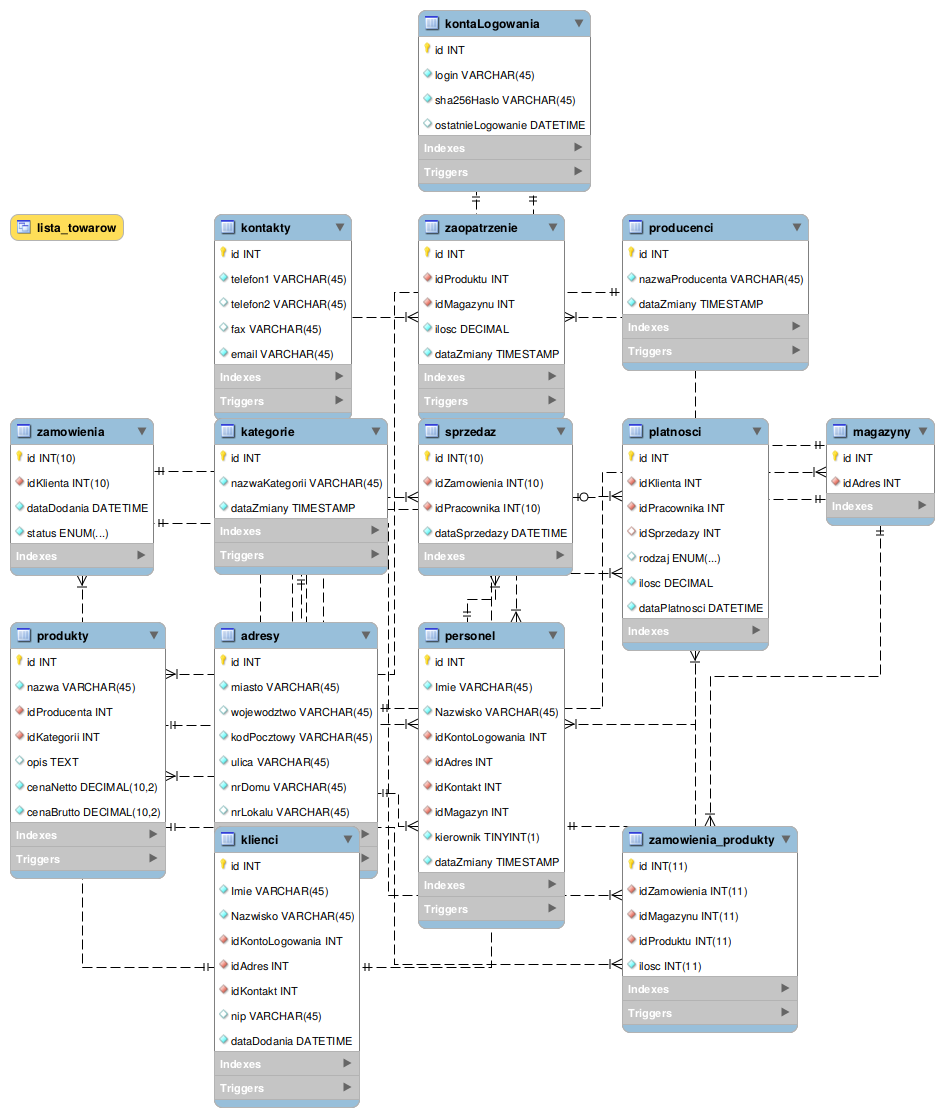 kontaLogowania
id INT
login VARCHAR(45)
sha256Haslo VARCHAR(45)
ostatnieLogowanie DATETIME
Indexes
Triggers
lista_towarow
kontakty
id INT
telefon1 VARCHAR(45)
telefon2 VARCHAR(45)
fax VARCHAR(45)
email VARCHAR(45)
Indexes
Triggers
zaopatrzenie
id INT
idProduktu INT
idMagazynu INT
ilosc DECIMAL
dataZmiany TIMESTAMP
Indexes
Triggers
producenci
id INT
nazwaProducenta VARCHAR(45)
dataZmiany TIMESTAMP
Indexes
Triggers
zamowienia
id INT(10)
idKlienta INT(10)
dataDodania DATETIME
status ENUM(...)
Indexes
kategorie
id INT
nazwaKategorii VARCHAR(45)
dataZmiany TIMESTAMP
Indexes
Triggers
sprzedaz
id INT(10)
idZamowienia INT(10)
idPracownika INT(10)
dataSprzedazy DATETIME
Indexes
platnosci
id INT
idKlienta INT
idPracownika INT
idSprzedazy INT
rodzaj ENUM(...)
ilosc DECIMAL
dataPlatnosci DATETIME
Indexes
magazyny
id INT
idAdres INT
Indexes
produkty
id INT
nazwa VARCHAR(45)
idProducenta INT
idKategorii INT
opis TEXT
cenaNetto DECIMAL(10,2)
cenaBrutto DECIMAL(10,2)
Indexes
Triggers
adresy
id INT
miasto VARCHAR(45)
wojewodztwo VARCHAR(45)
kodPocztowy VARCHAR(45)
ulica VARCHAR(45)
nrDomu VARCHAR(45)
nrLokalu VARCHAR(45)
personel
id INT
Imie VARCHAR(45)
Nazwisko VARCHAR(45)
idKontoLogowania INT
idAdres INT
idKontakt INT
idMagazyn INT
kierownik TINYINT(1)
dataZmiany TIMESTAMP
Indexes
Triggers
klienci
id INT
Imie VARCHAR(45)
Nazwisko VARCHAR(45)
idKontoLogowania INT
idAdres INT
idKontakt INT
nip VARCHAR(45)
dataDodania DATETIME
Indexes
Triggers
zamowienia_produkty
id INT(11)
idZamowienia INT(11)
idMagazynu INT(11)
idProduktu INT(11)
ilosc INT(11)
Indexes
Triggers